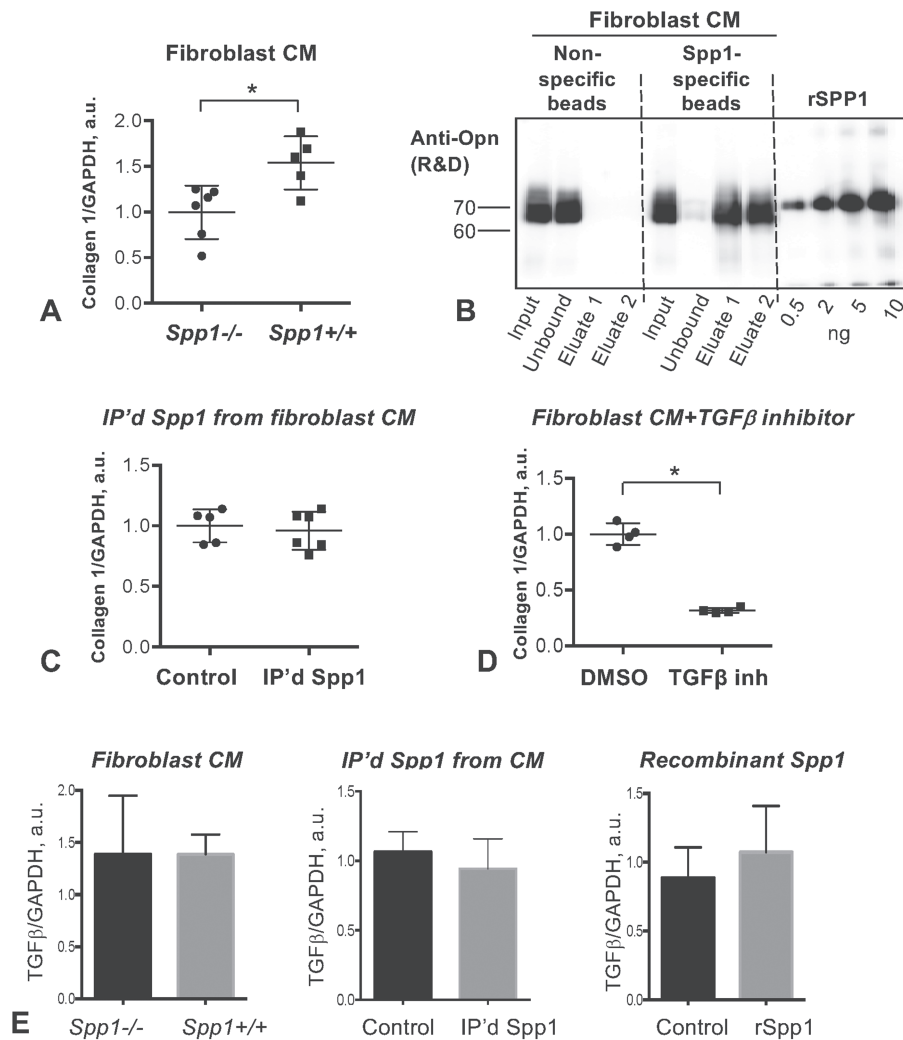 Fibroblast CM
*
Collagen 1/GAPDH, a.u.
2.0
1.5
1.0
0.5
0.0
Spp1-/-
Spp1+/+
A
Fibroblast CM
Non-
specific
beads
Spp1-
specific
beads
rSPP1
Anti-Opn
(R&D)
70
60
Input
Unbound
Eluate 1
Eluate 2
Input
Unbound
Eluate 1
Eluate 2
0.5
2
5
10
ng
B
IP'd Spp1 from fibroblast CM
Collagen 1/GAPDH, a.u.
1.5
1.0
0.5
0.0
Control
IP'd Spp1
C
Fibroblast CM+TGFβ inhibitor
*
Collagen 1/GAPDH, a.u.
1.5
1.0
0.5
0.0
DMSO
TGFβ inh
D
Fibroblast CM
TGFβ/GAPDH, a.u.
2.0
1.5
1.0
0.5
0.0
Spp1-/-
Spp1+/+
E
IP'd Spp1 from CM
TGFβ/GAPDH, a.u.
1.5
1.0
0.5
0.0
Control
IP'd Spp1
Recombinant Spp1
TGFβ/GAPDH, a.u.
1.5
1.0
0.5
0.0
Control
rSpp1